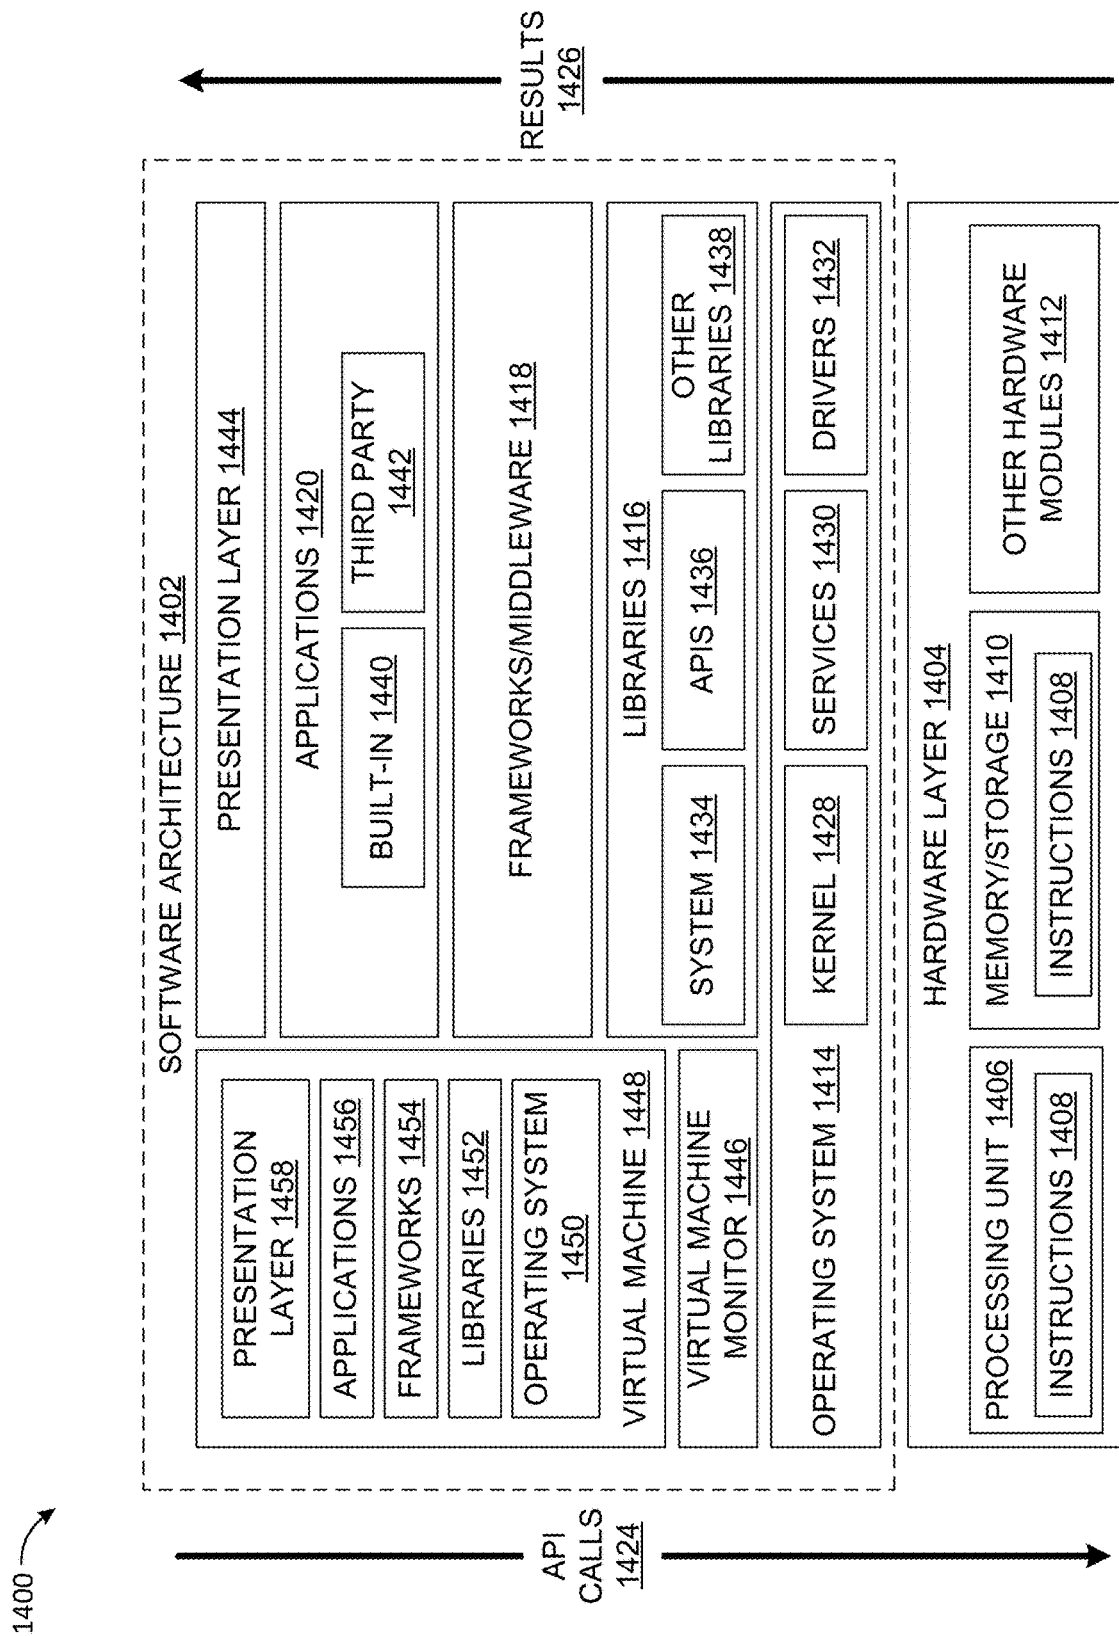 1400
API
CALLS
1424
RESULTS
1426
SOFTWARE ARCHITECTURE 1402
PRESENTATION
LAYER 1458
APPLICATIONS 1456
FRAMEWORKS 1454
LIBRARIES 1452
OPERATING SYSTEM
1450
VIRTUAL MACHINE 1448
VIRTUAL MACHINE
MONITOR 1446
PRESENTATION LAYER 1444
APPLICATIONS 1420
BUILT-IN 1440
THIRD PARTY
1442
FRAMEWORKS/MIDDLEWARE 1418
LIBRARIES 1416
SYSTEM 1434
APIS 1436
OTHER
LIBRARIES 1438
OPERATING SYSTEM 1414
KERNEL 1428
SERVICES 1430
DRIVERS 1432
HARDWARE LAYER 1404
PROCESSING UNIT 1406
INSTRUCTIONS 1408
MEMORY/STORAGE 1410
INSTRUCTIONS 1408
OTHER HARDWARE
MODULES 1412